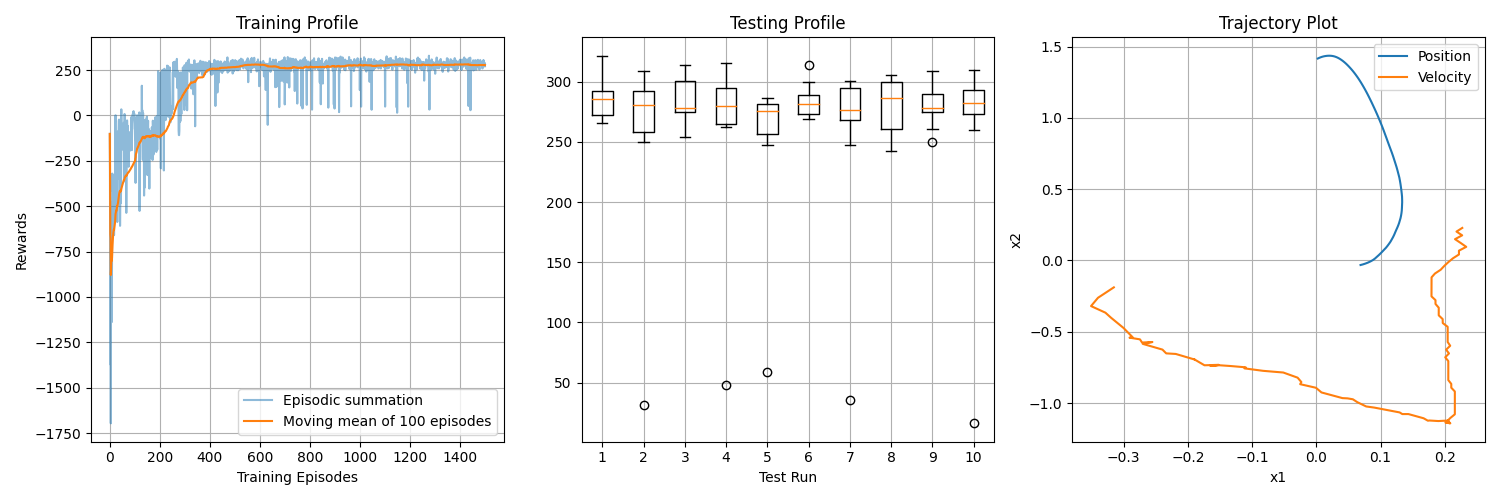 Training Profile
Rewards
250
0
−250
−500
−750
−1000
−1250
−1500
−1750
Episodic summation
Moving mean of 100 episodes
0 200 400 600 800 1000 1200 1400
Training Episodes
Testing Profile
300
250
200
150
100
50
1 2 3 4 5 6 7 8 9 10
Test Run
Trajectory Plot
x2
1.5
1.0
0.5
0.0
−0.5
−1.0
Position
Velocity
−0.3 −0.2 −0.1 0.0 0.1 0.2
x1